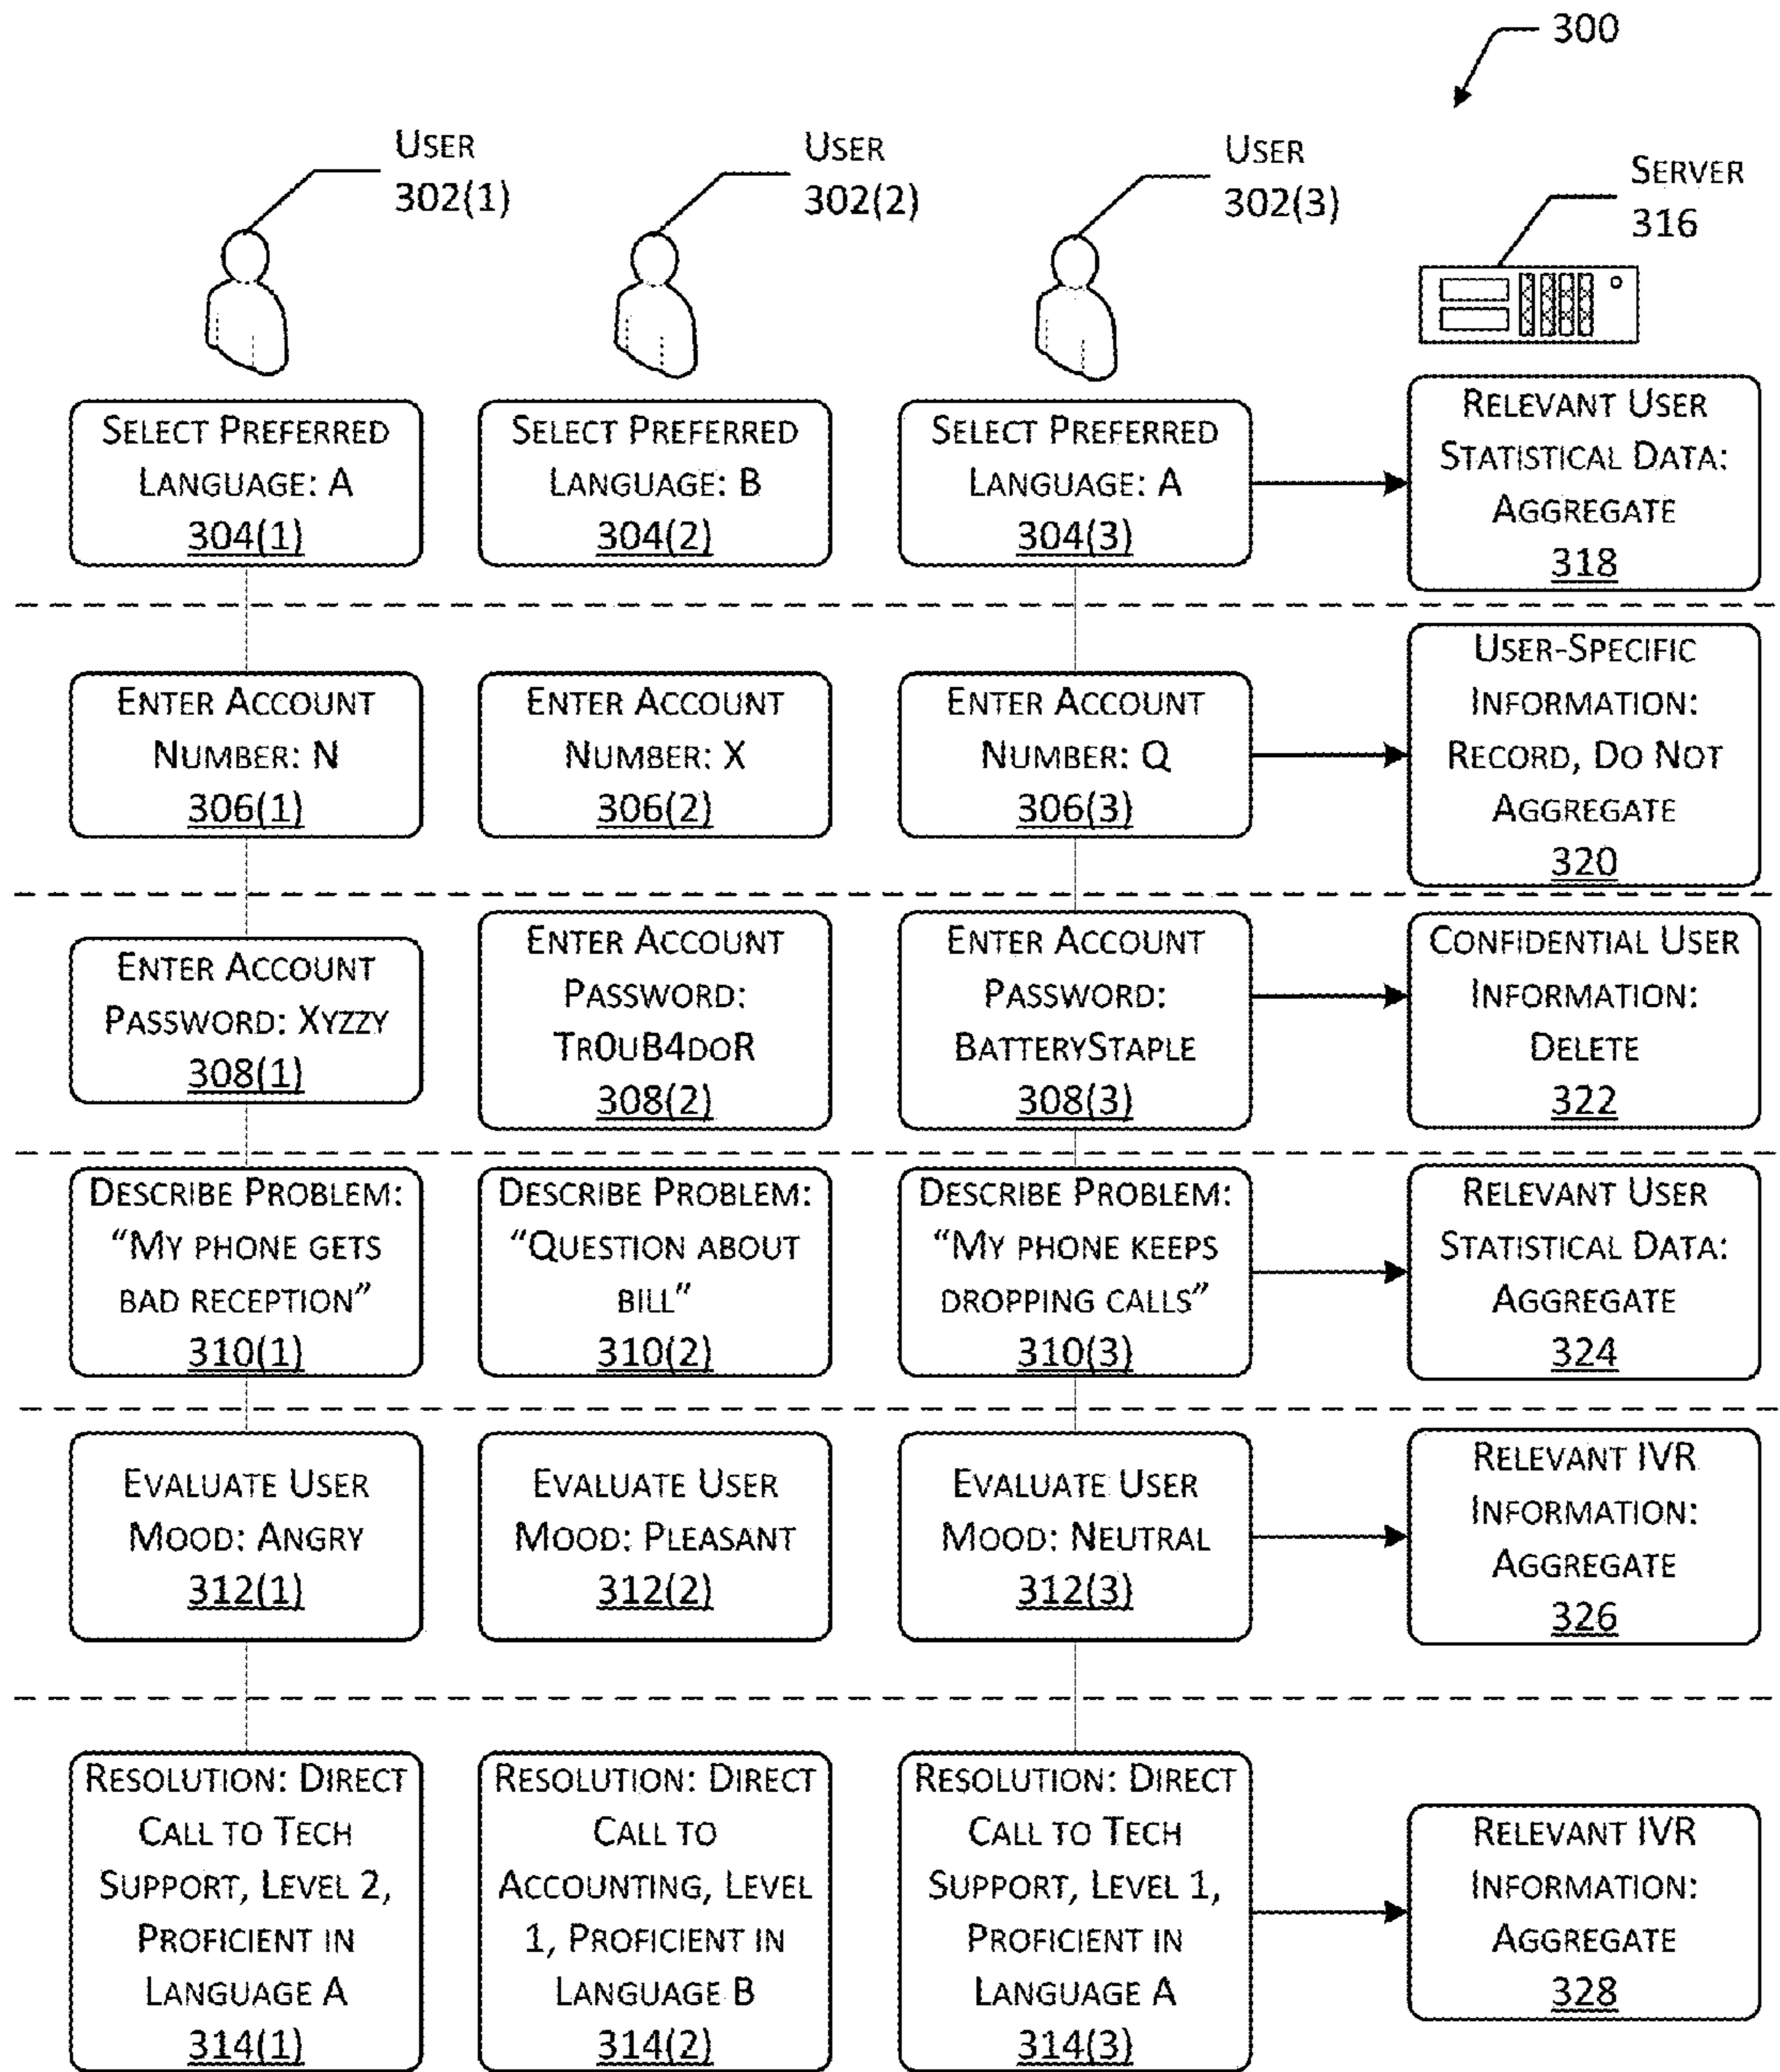 300
User
302(1)
User
302(2)
User
302(3)
Server
316
Select Preferred
Language: A
304(1)
Select Preferred
Language: B
304(2)
Select Preferred
Language: A
304(3)
Relevant User
Statistical Data:
Aggregate
318
Enter Account
Number: N
306(1)
Enter Account
Number: X
306(2)
Enter Account
Number: Q
306(3)
User-Specific
Information:
Record, Do Not
Aggregate
320
Enter Account
Password: Xyzzy
308(1)
Enter Account
Password:
Tr0uB4doR
308(2)
Enter Account
Password:
BatteryStaple
308(3)
Confidential User
Information:
Delete
322
Describe Problem:
“My phone gets
bad reception”
310(1)
Describe Problem:
“Question about
bill”
310(2)
Describe Problem:
“My phone keeps
dropping calls”
310(3)
Relevant User
Statistical Data:
Aggregate
324
Evaluate User
Mood: Angry
312(1)
Evaluate User
Mood: Pleasant
312(2)
Evaluate User
Mood: Neutral
312(3)
Relevant IVR
Information:
Aggregate
326
Resolution: Direct
Call to Tech
Support, Level 2,
Proficient in
Language A
314(1)
Resolution: Direct
Call to
Accounting, Level
1, Proficient in
Language B
314(2)
Resolution: Direct
Call to Tech
Support, Level 1,
Proficient in
Language A
314(3)
Relevant IVR
Information:
Aggregate
328